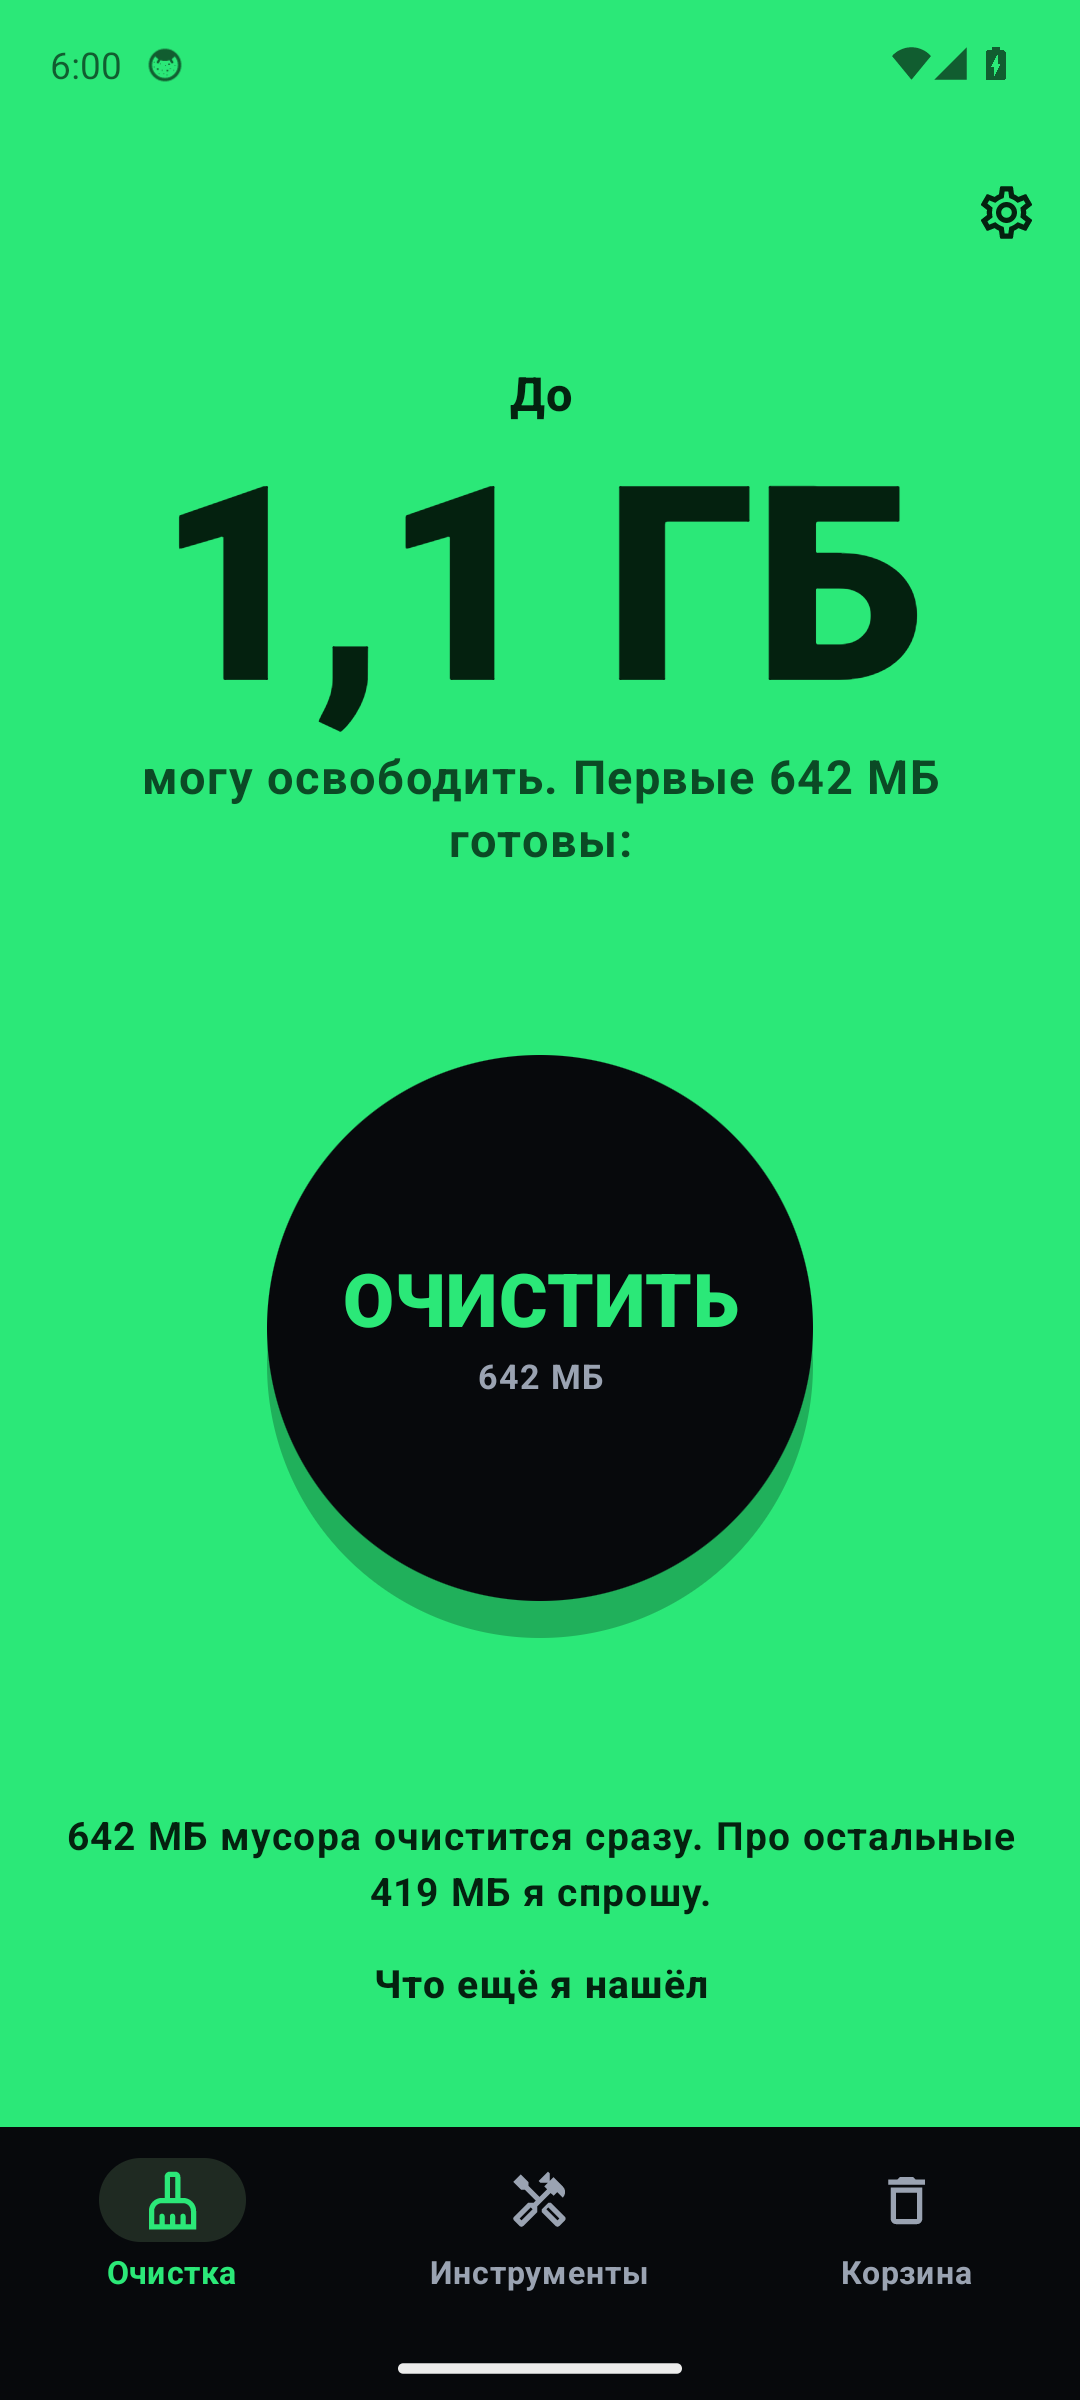 6:00
До
1,1 ГБ
могу освободить. Первые 642 МБ
готовы:
ОЧИСТИТЬ
642 МБ
642 МБ мусора очистится сразу. Про остальные
419 МБ я спрошу.
Что ещё я нашёл
Очистка
Инструменты
Корзина